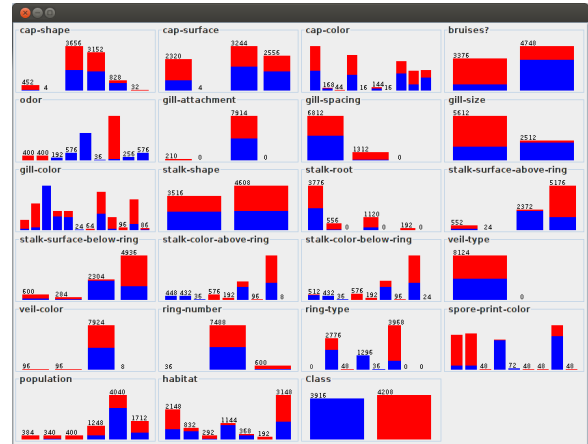 cap-shape cap-surface cap-color bruises?
452 4 3656 3152 828 32 2320 4 3244 2556 168 44 16 144 16 3376 4748
odor gill-attachment gill-spacing gill-size
400 400 192 576 36 256 576 210 0 7914 0 6812 1312 0 5612 2512
gill-color stalk-shape stalk-root stalk-surface-above-ring
24 64 96 86 3516 4608 3776 556 0 1120 0 192 0 552 24 2372 5176
stalk-surface-below-ring stalk-color-above-ring stalk-color-below-ring veil-type
600 284 2304 4936 448 432 36 576 192 96 8 512 432 36 576 192 96 24 8124 0
veil-color ring-number ring-type spore-print-color
96 96 7924 8 36 7488 600 0 2776 48 1296 36 3968 0 0 48 72 48 48 48
population habitat Class
384 340 400 1248 4040 1712 2148 832 292 1144 368 192 3148 3916 4208